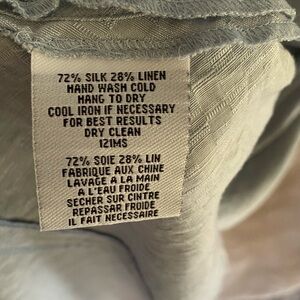 72% SILK 28% LINEN
HAND WASH COLD
HANG TO DRY
COOL IRON IF NECESSARY
FOR BEST RESULTS
DRY CLEAN
121MS
72% SOIE 28% LIN
FABRIQUE AUX CHINE
LAVAGE A LA MAIN
A L'EAU FROIDE
SECHER SUR CINTRE
REPASSAR FROIDE
IL FAIT NECESSAIRE